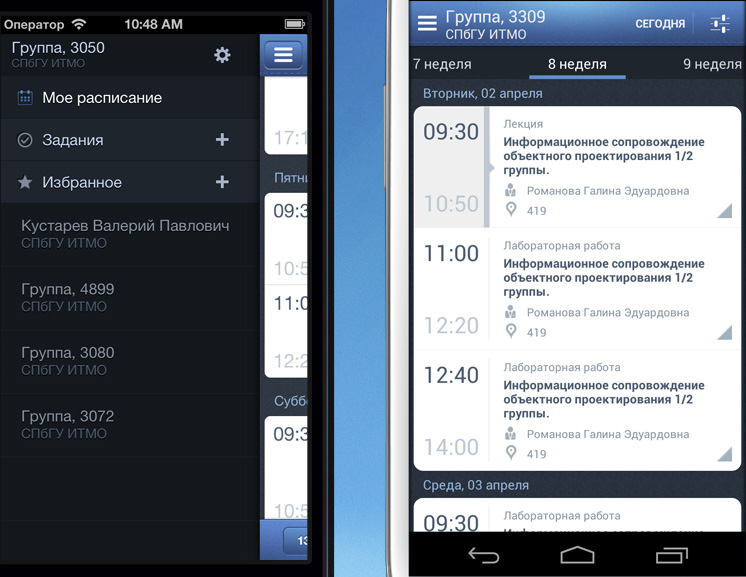 Оператор
10:48 AM
Группа, 3050
СПбГУ ИТМО
Мое расписание
Задания
Избранное
Кустарев Валерий Павлович
СПбГУ ИТМО
Группа, 4899
СПбГУ ИТМО
Группа, 3080
СПбГУ ИТМО
Группа, 3072
СПбГУ ИТМО
17:1
Пятни
09:3
10:5
11:0
12:2
Суббо
09:3
10:5
13
Группа, 3309
СПбГУ ИТМО
СЕГОДНЯ
7 неделя
8 неделя
9 неделя
Вторник, 02 апреля
09:30
10:50
Лекция
Информационное сопровождение
объектного проектирования 1/2
группы.
Романова Галина Эдуардовна
419
11:00
12:20
Лабораторная работа
Информационное сопровождение
объектного проектирования 1/2
группы.
Романова Галина Эдуардовна
419
12:40
14:00
Лабораторная работа
Информационное сопровождение
объектного проектирования 1/2
группы.
Романова Галина Эдуардовна
419
Среда, 03 апреля
09:30
Лабораторная работа
Информационное сопровождение